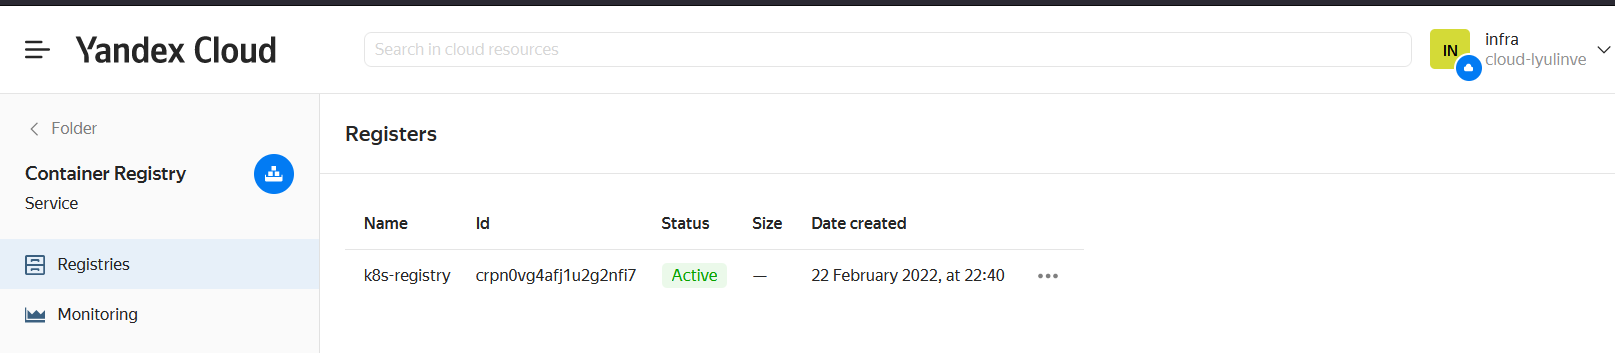 Yandex Cloud
Search in cloud resources
IN
infra
cloud-lyulinve
Folder
Container Registry
Service
Registries
Monitoring
Registers
Name Id Status Size Date created
k8s-registry crpn0vg4afj1u2g2nfi7 Active — 22 February 2022, at 22:40